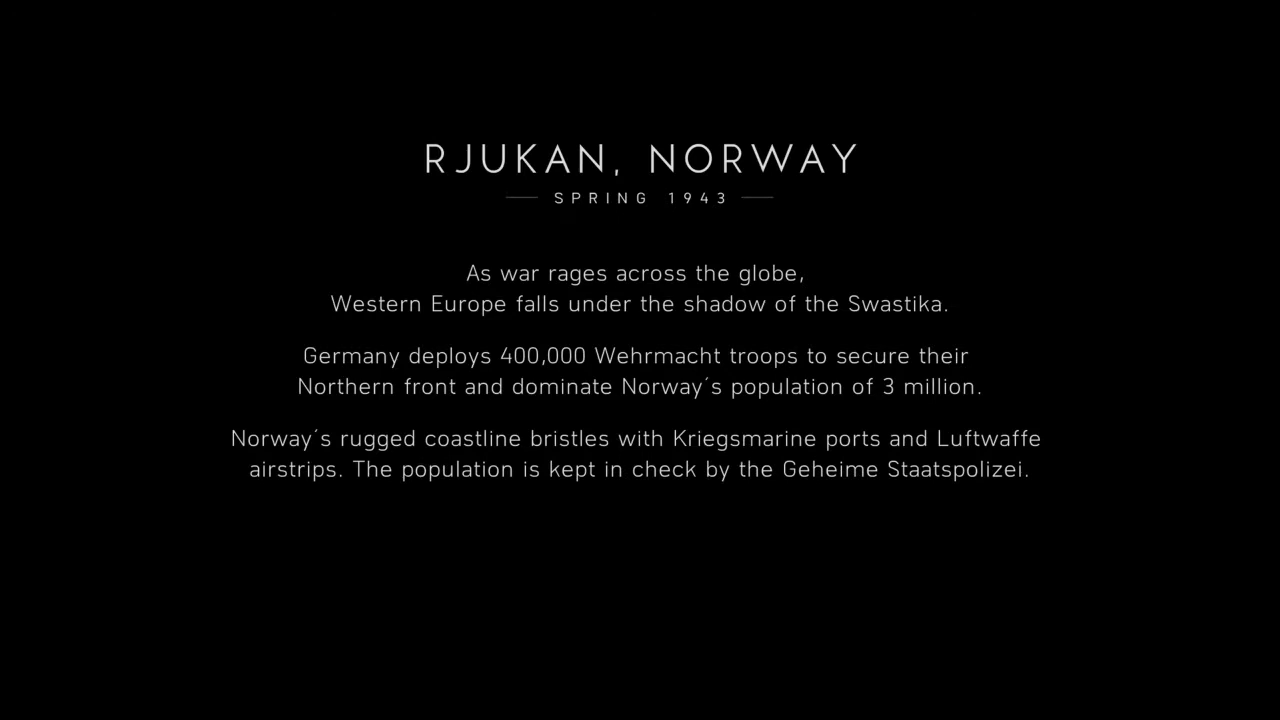 RJUKAN, NORWAY
SPRING 1943
As war rages across the globe,
Western Europe falls under the shadow of the Swastika.
Germany deploys 400,000 Wehrmacht troops to secure their
Northern front and dominate Norway´s population of 3 million.
Norway´s rugged coastline bristles with Kriegsmarine ports and Luftwaffe
airstrips. The population is kept in check by the Geheime Staatspolizei.